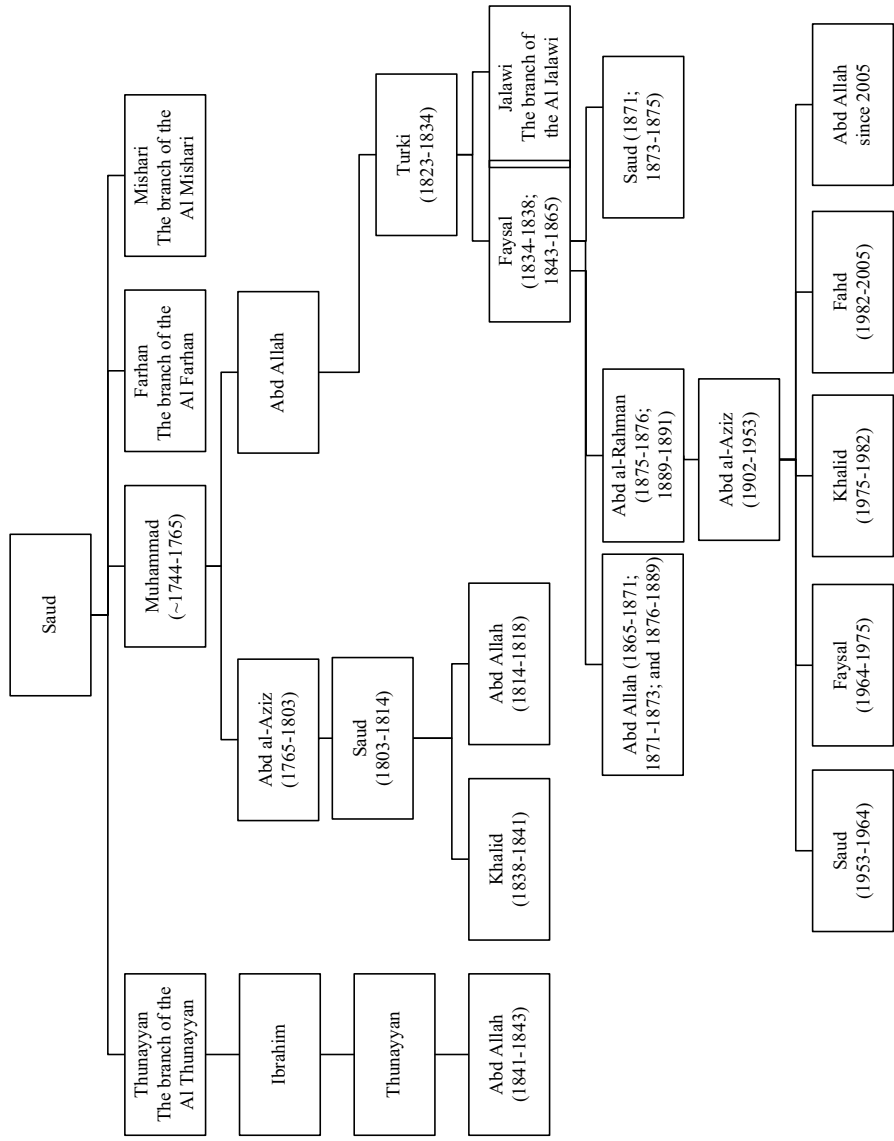 Saud
Thunayyan
The branch of the
Al Thunayyan
Muhammad
(~1744-1765)
Farhan
The branch of the
Al Farhan
Mishari
The branch of the
Al Mishari
Ibrahim
Abd al-Aziz
(1765-1803)
Abd Allah
Thunayyan
Saud
(1803-1814)
Turki
(1823-1834)
Abd Allah
(1841-1843)
Khalid
(1838-1841)
Abd Allah
(1814-1818)
Faysal
(1834-1838;
1843-1865)
Jalawi
The branch of
the Al Jalawi
Abd Allah (1865-1871;
1871-1873; and 1876-1889)
Abd al-Rahman
(1875-1876;
1889-1891)
Saud (1871;
1873-1875)
Abd al-Aziz
(1902-1953)
Saud
(1953-1964)
Faysal
(1964-1975)
Khalid
(1975-1982)
Fahd
(1982-2005)
Abd Allah
since 2005